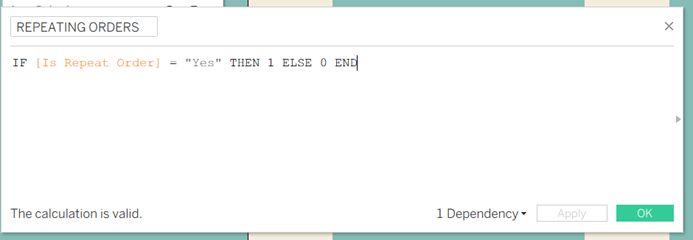 REPEATING ORDERS
IF [Is Repeat Order] = "Yes" THEN 1 ELSE 0 END
The calculation is valid.
1 Dependency
Apply
OK